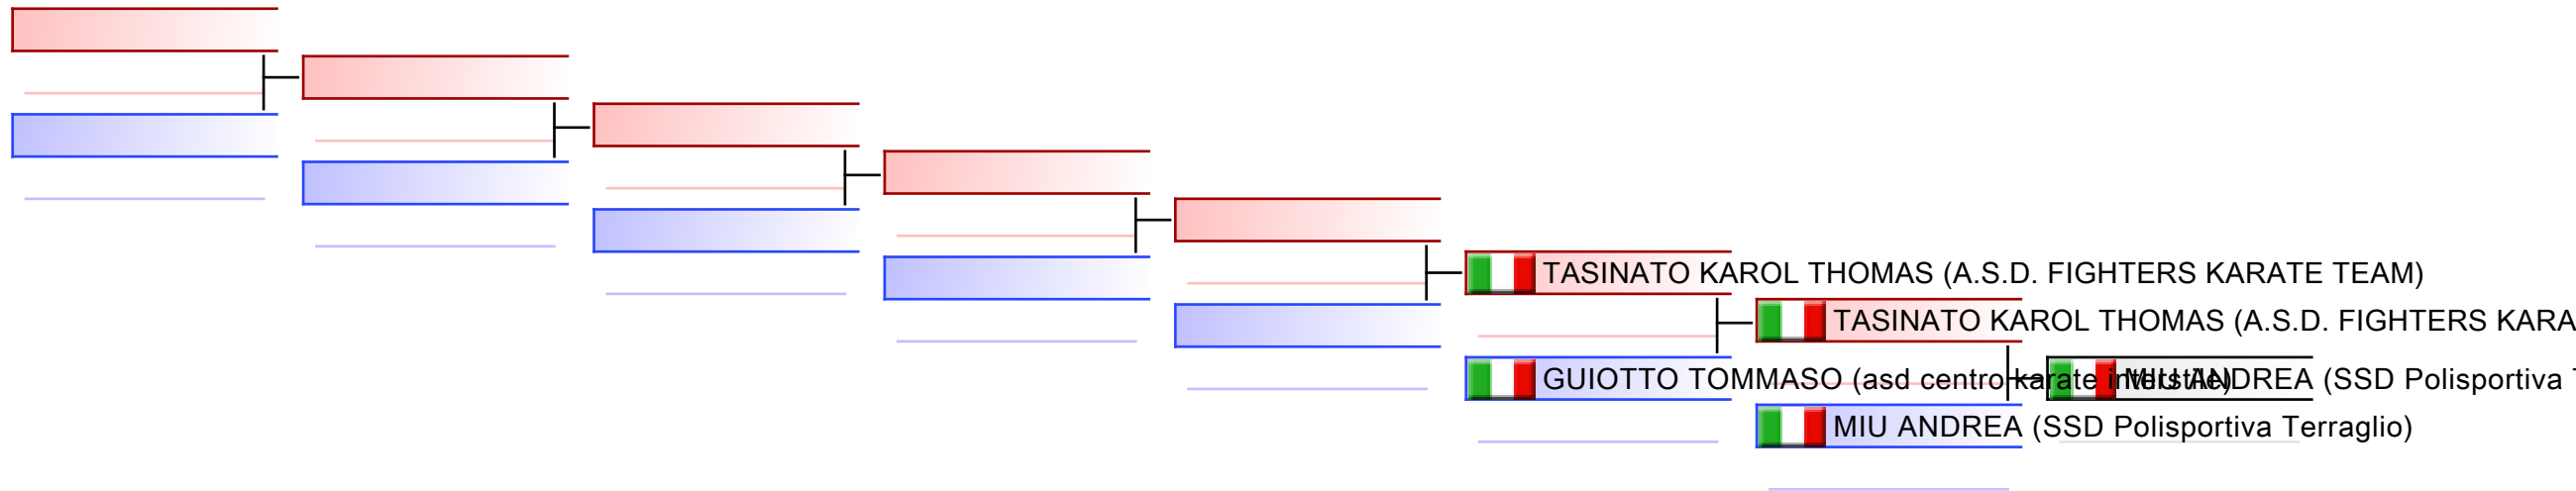 TASINATO KAROL THOMAS (A.S.D. FIGHTERS KARATE TEAM)
TASINATO KAROL THOMAS (A.S.D. FIGHTERS KARA
GUIOTTO TOMMASO (asd centro karate interstile)
MIU ANDREA (SSD Polisportiva T
MIU ANDREA (SSD Polisportiva Terraglio)